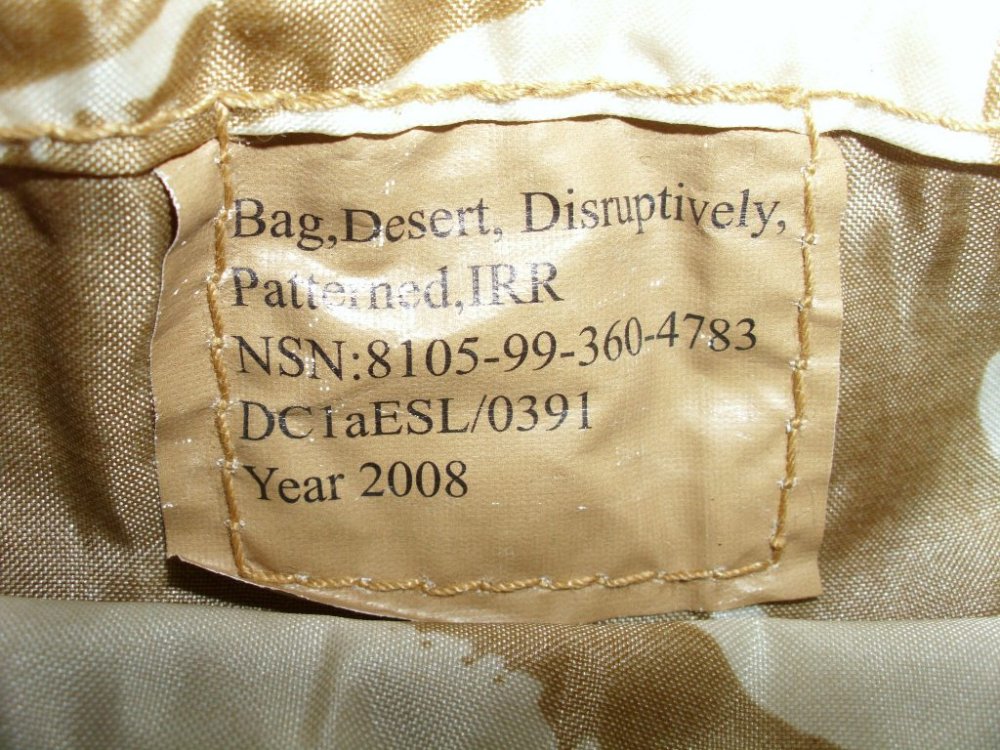 Bag,Desert, Disruptively,
Patterned,IRR
NSN:8105-99-360-4783
DC1aESL/0391
Year 2008